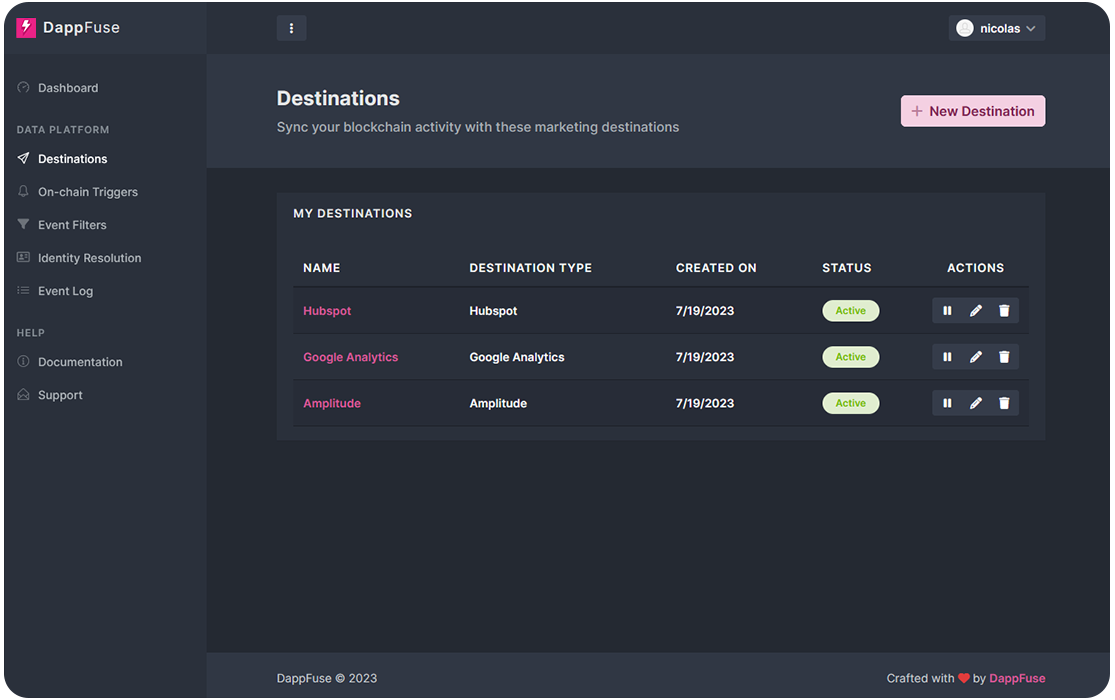 DappFuse
nicolas
Dashboard
DATA PLATFORM
Destinations
On-chain Triggers
Event Filters
Identity Resolution
Event Log
HELP
Documentation
Support
Destinations
Sync your blockchain activity with these marketing destinations
+ New Destination
MY DESTINATIONS
NAME DESTINATION TYPE CREATED ON STATUS ACTIONS
Hubspot Hubspot 7/19/2023 Active
Google Analytics Google Analytics 7/19/2023 Active
Amplitude Amplitude 7/19/2023 Active
DappFuse © 2023
Crafted with ❤ by DappFuse